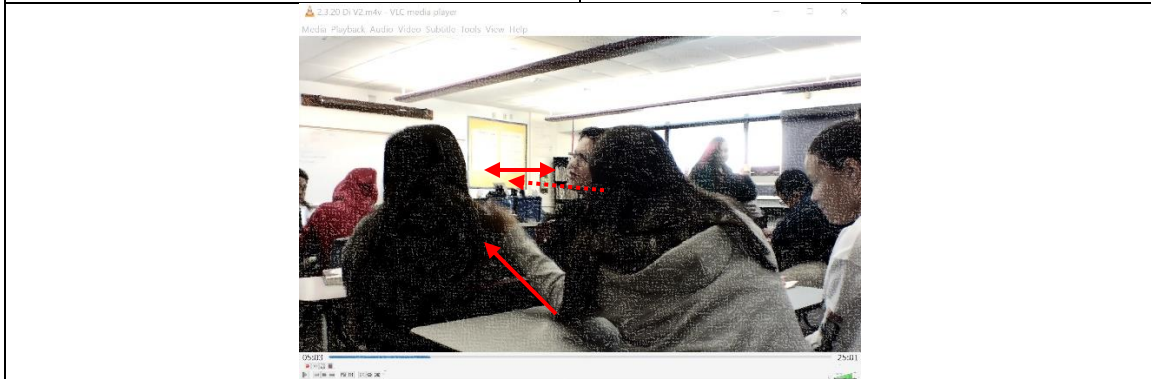 2.3.20 Di V2.m4v - VLC media player
Media Playback Audio Video Subtitle Tools View Help
05:03
25:01